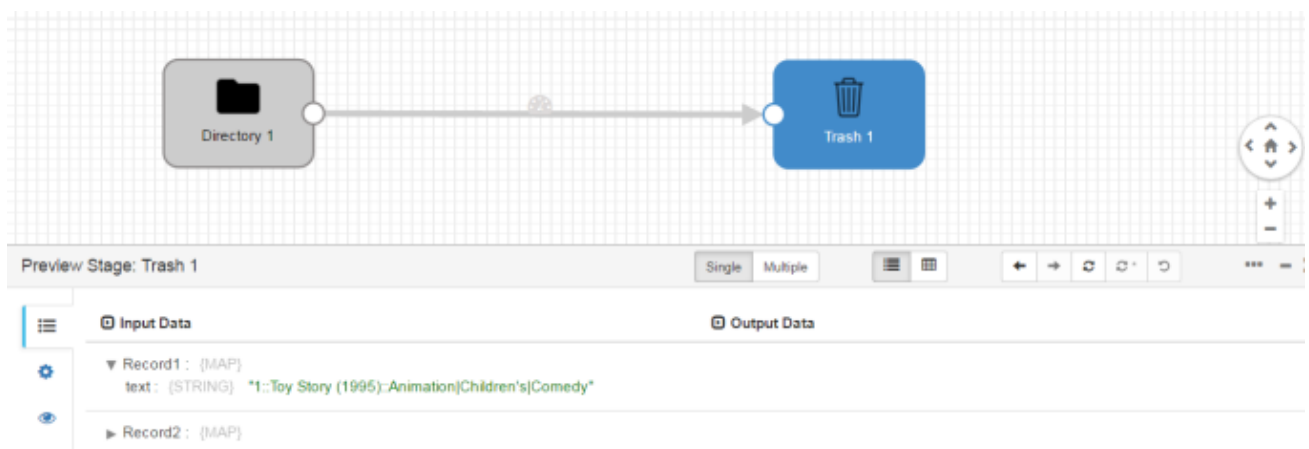 Directory 1
Trash 1
Preview Stage: Trash 1
Single Multiple
Input Data
Output Data
Record1 : {MAP}
text : {STRING} "1::Toy Story (1995)::Animation|Children's|Comedy"
Record2 : {MAP}